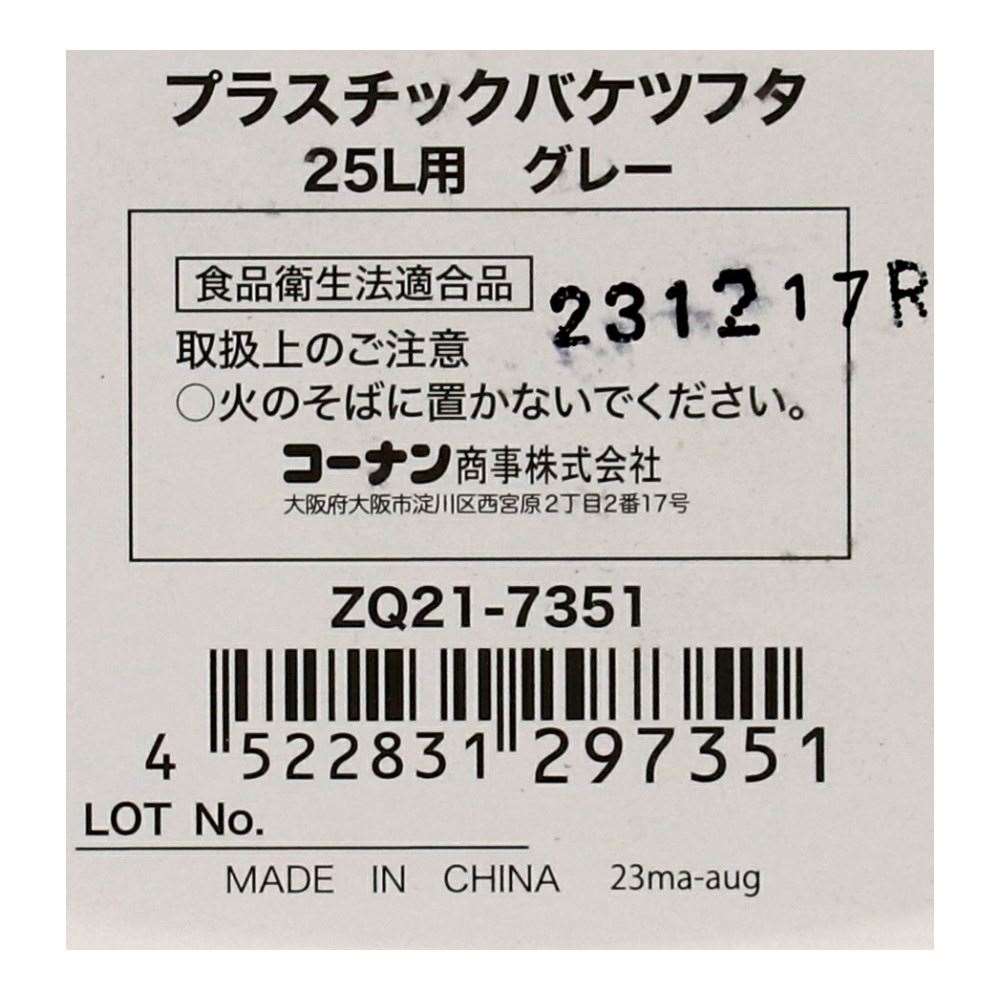 プラスチックバケツフタ
25L用 グレー
食品衛生法適合品
231217R
取扱上のご注意
○火のそばに置かないでください。
コーナン商事株式会社
大阪府大阪市淀川区西宮原2丁目2番17号
ZQ21-7351
4 522831 297351
LOT No.
MADE IN CHINA 23ma-aug